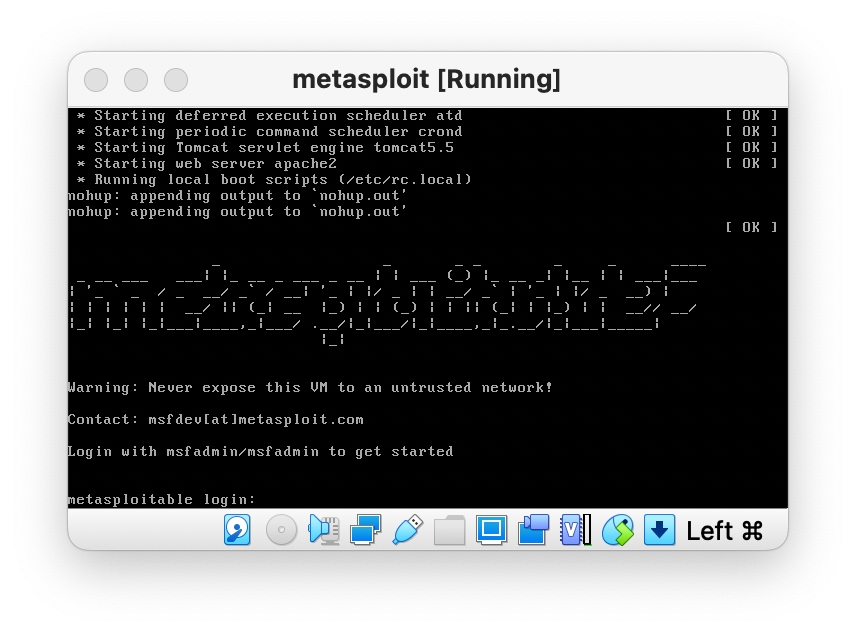 metasploit [Running]
* Starting deferred execution scheduler atd [ OK ]
* Starting periodic command scheduler crond [ OK ]
* Starting Tomcat servlet engine tomcat5.5 [ OK ]
* Starting web server apache2 [ OK ]
* Running local boot scripts (/etc/rc.local)
nohup: appending output to `nohup.out'
nohup: appending output to `nohup.out'
[ OK ]
metasploitable2
Warning: Never expose this VM to an untrusted network!
Contact: msfdev[at]metasploit.com
Login with msfadmin/msfadmin to get started
metasploitable login:
V
Left ⌘